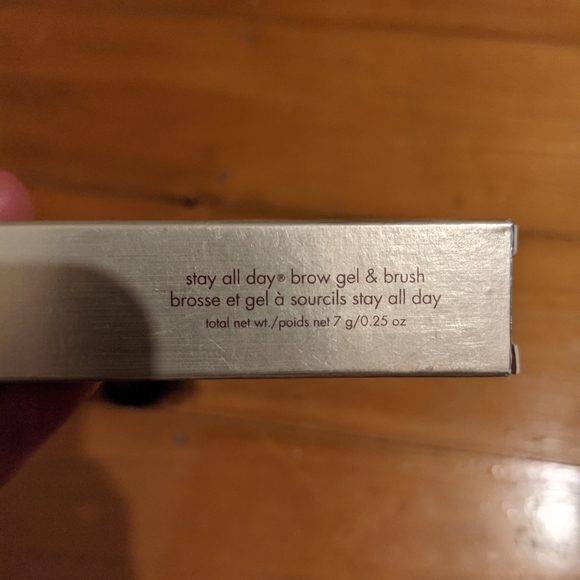 stay all day® brow gel & brush
brosse et gel à sourcils stay all day
total net wt./poids net 7 g/0.25 oz